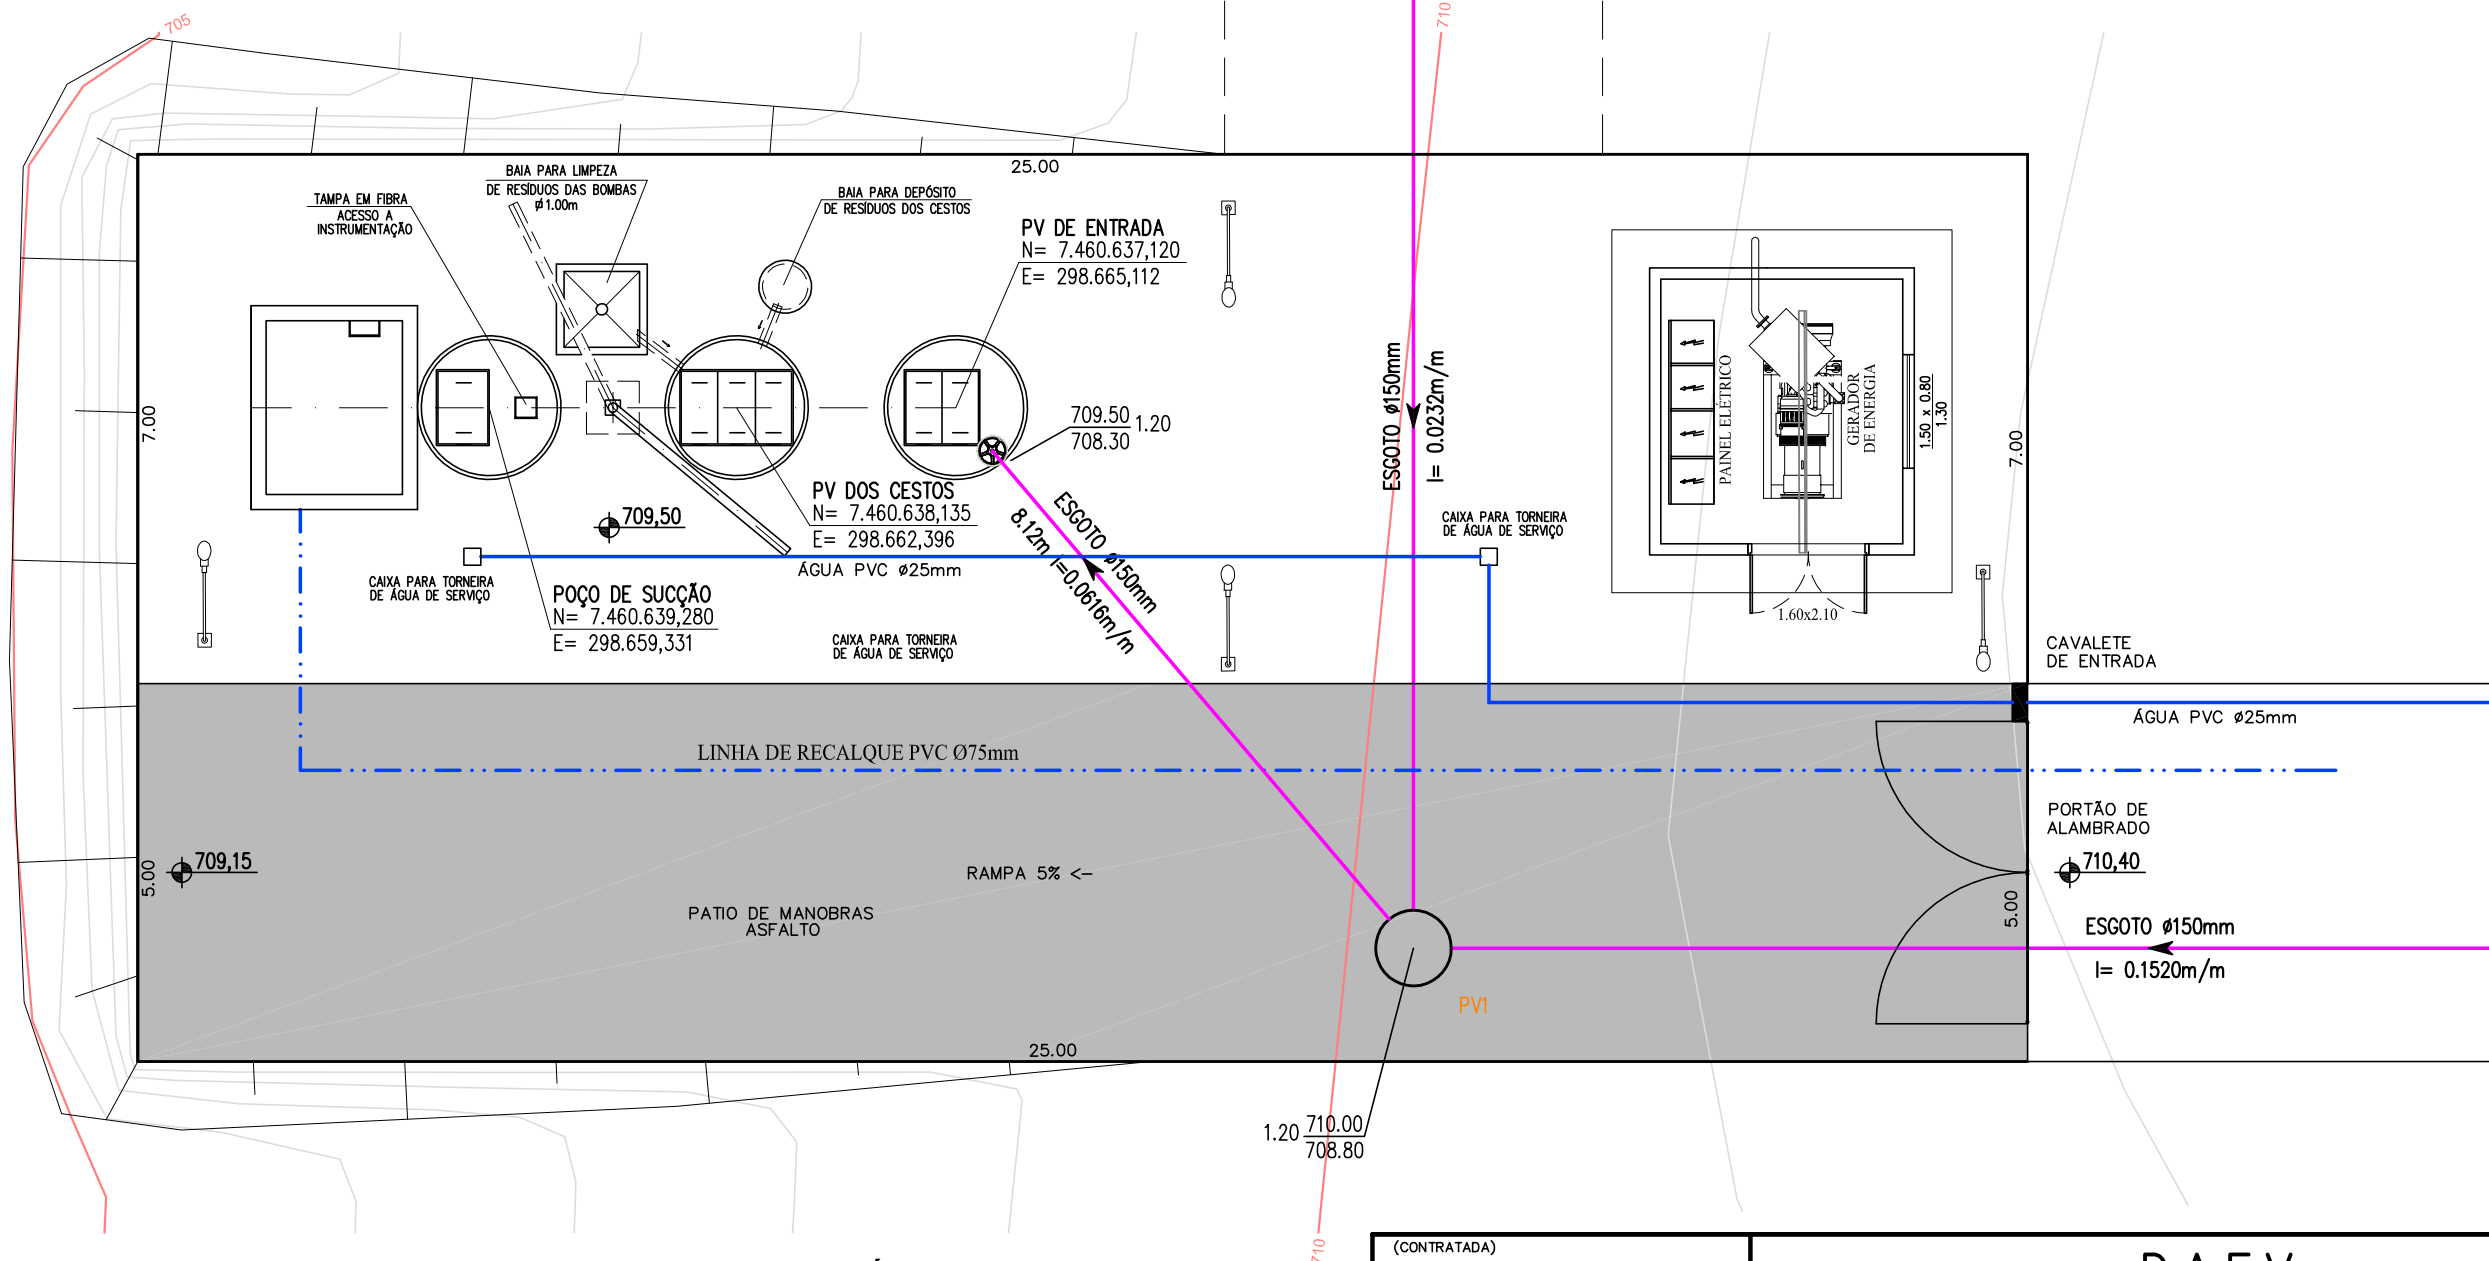 705
710
25.00
BAIA PARA LIMPEZA
DE RESÍDUOS DAS BOMBAS
ø1.00m
TAMPA EM FIBRA
ACESSO A
INSTRUMENTAÇÃO
BAIA PARA DEPÓSITO
DE RESÍDUOS DOS CESTOS
PV DE ENTRADA
N= 7.460.637,120
E= 298.665,112
7.00
709.50
708.30
1.20
ESGOTO ø150mm
I= 0.0232m/m
PAINEL ELÉTRICO
GERADOR
DE ENERGIA
1.50 x 0.80
1.30
7.00
PV DOS CESTOS
N= 7.460.638,135
E= 298.662,396
709,50
ESGOTO ø150mm
8.12m I=0.0616m/m
CAIXA PARA TORNEIRA
DE ÁGUA DE SERVIÇO
ÁGUA PVC ø25mm
CAIXA PARA TORNEIRA
DE ÁGUA DE SERVIÇO
POÇO DE SUCÇÃO
N= 7.460.639,280
E= 298.659,331
CAIXA PARA TORNEIRA
DE ÁGUA DE SERVIÇO
1.60x2.10
CAVALETE
DE ENTRADA
ÁGUA PVC ø25mm
LINHA DE RECALQUE PVC Ø75mm
PORTÃO DE
ALAMBRADO
709,15
5.00
RAMPA 5% <-
710,40
PATIO DE MANOBRAS
ASFALTO
5.00
ESGOTO ø150mm
I= 0.1520m/m
PV1
25.00
1.20
710.00
708.80
710
(CONTRATADA)